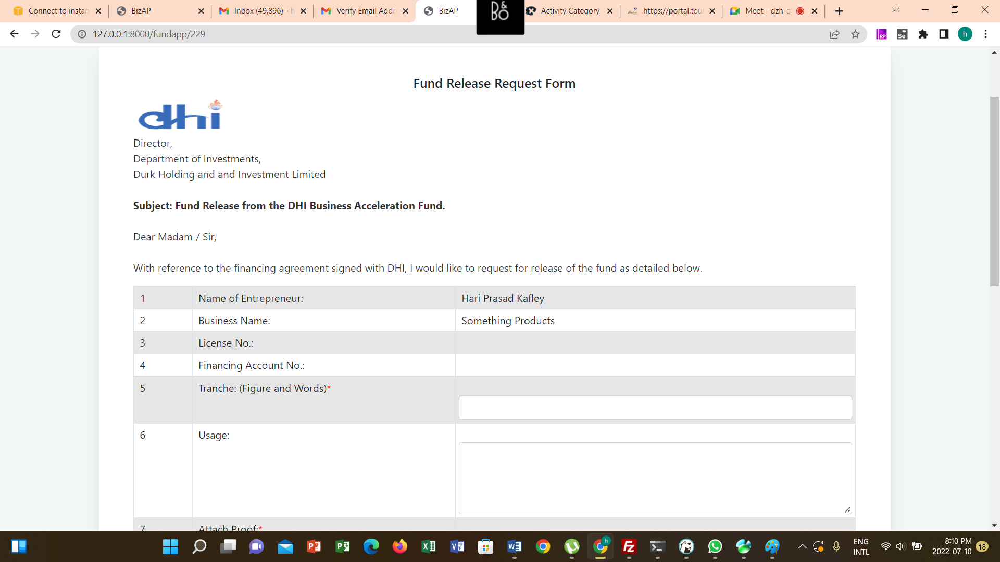 Connect to instan
BizAP
Inbox (49,896) - h
Verify Email Addr
BizAP
B&O
Activity Category
https://portal.tour
Meet - dzh-g
127.0.0.1:8000/fundapp/229
RP
Se
h
Fund Release Request Form
dhi
Director,
Department of Investments,
Durk Holding and and Investment Limited
Subject: Fund Release from the DHI Business Acceleration Fund.
Dear Madam / Sir,
With reference to the financing agreement signed with DHI, I would like to request for release of the fund as detailed below.
1 Name of Entrepreneur: Hari Prasad Kafley
2 Business Name: Something Products
3 License No.:
4 Financing Account No.:
5 Tranche: (Figure and Words)*
6 Usage:
7 Attach Proof:*
ENG
INTL
8:10 PM
2022-07-10
18